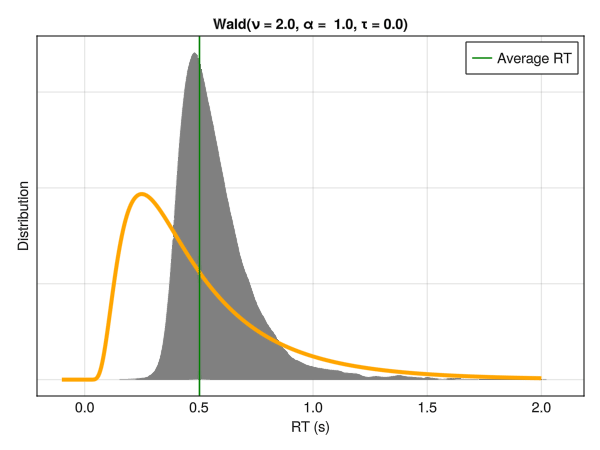 Wald(ν = 2.0, α =  1.0, τ = 0.0)
Average RT
Distribution
0.0 0.5 1.0 1.5 2.0
RT (s)